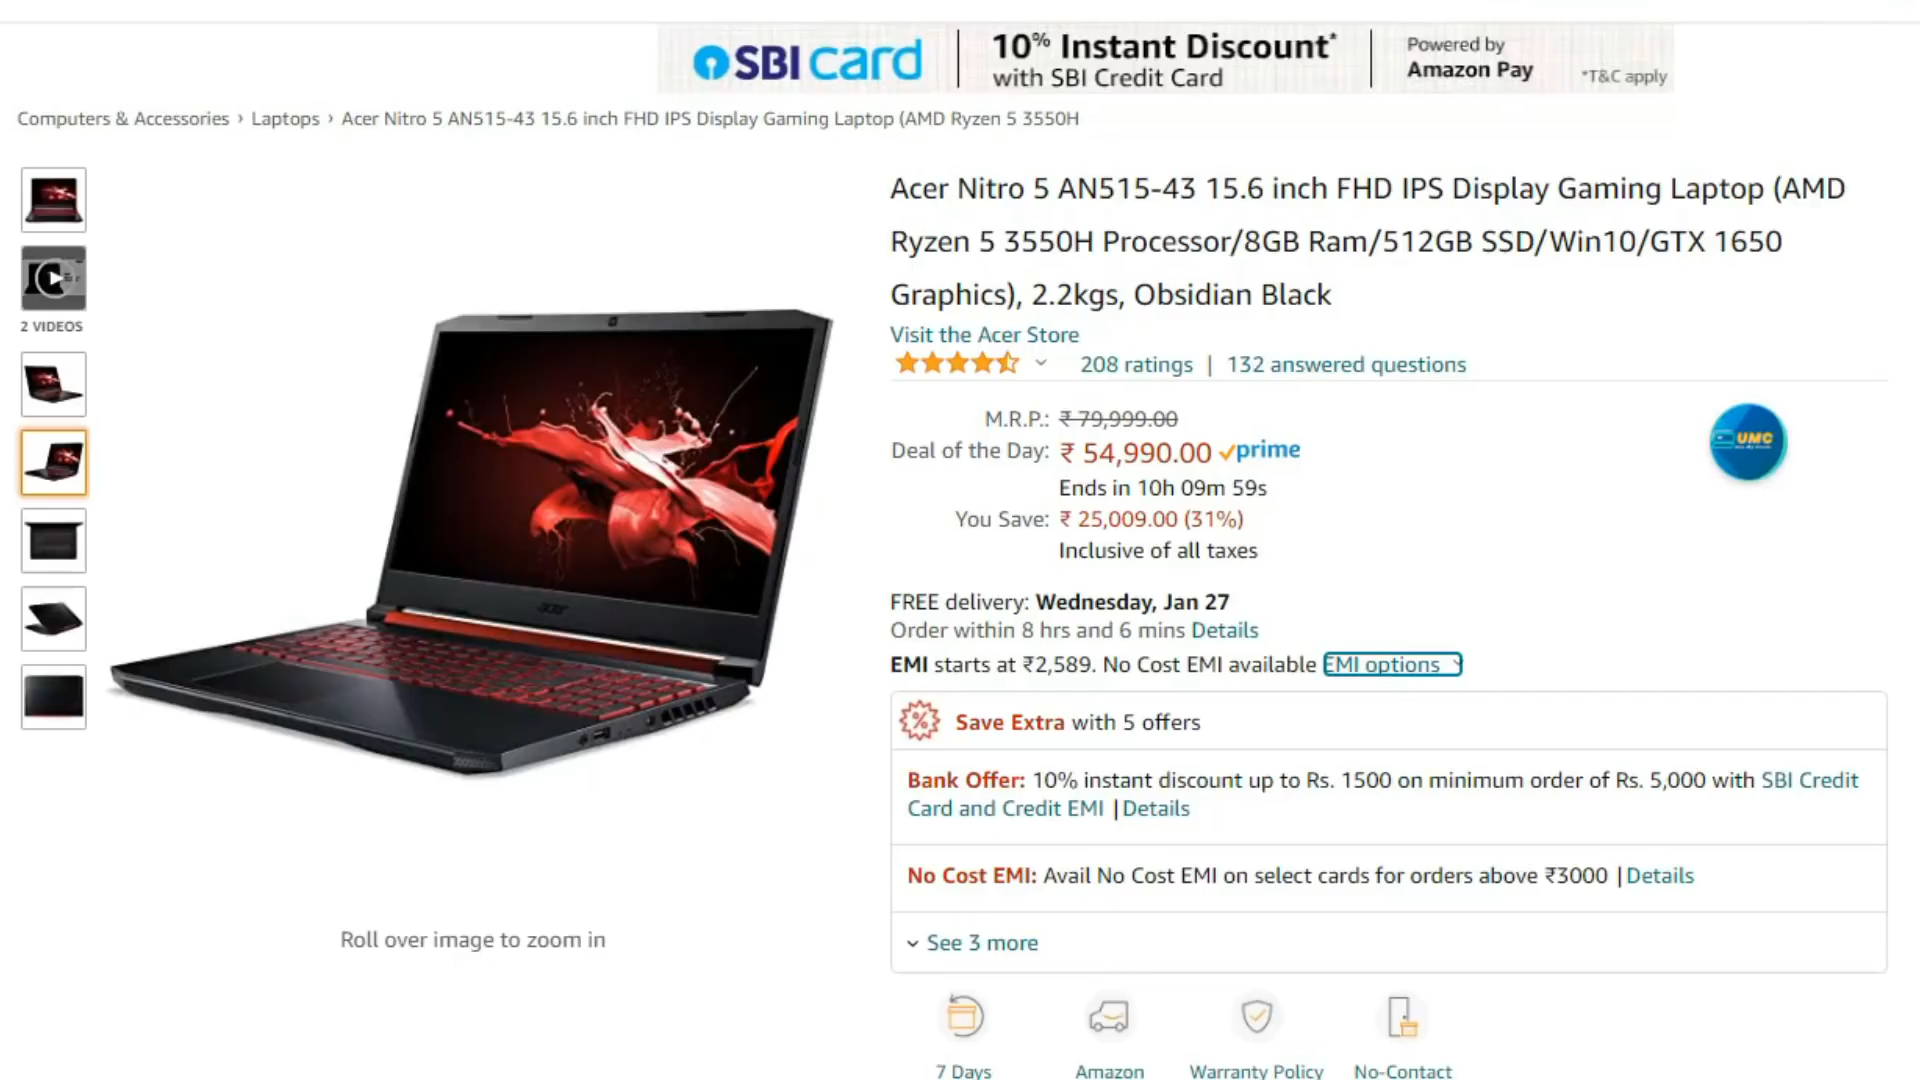 SBI card
10% Instant Discount*
with SBI Credit Card
Powered by
Amazon Pay
*T&C apply
Computers & Accessories › Laptops › Acer Nitro 5 AN515-43 15.6 inch FHD IPS Display Gaming Laptop (AMD Ryzen 5 3550H
2 VIDEOS
acer
Roll over image to zoom in
Acer Nitro 5 AN515-43 15.6 inch FHD IPS Display Gaming Laptop (AMD
Ryzen 5 3550H Processor/8GB Ram/512GB SSD/Win10/GTX 1650
Graphics), 2.2kgs, Obsidian Black
Visit the Acer Store
208 ratings | 132 answered questions
M.R.P.: ₹ 79,999.00
Deal of the Day: ₹ 54,990.00 prime
Ends in 10h 09m 59s
You Save: ₹ 25,009.00 (31%)
Inclusive of all taxes
UMC
FREE delivery: Wednesday, Jan 27
Order within 8 hrs and 6 mins Details
EMI starts at ₹2,589. No Cost EMI available EMI options
Save Extra with 5 offers
Bank Offer: 10% instant discount up to Rs. 1500 on minimum order of Rs. 5,000 with SBI Credit
Card and Credit EMI | Details
No Cost EMI: Avail No Cost EMI on select cards for orders above ₹3000 | Details
See 3 more
7 Days
Amazon
Warranty Policy
No-Contact